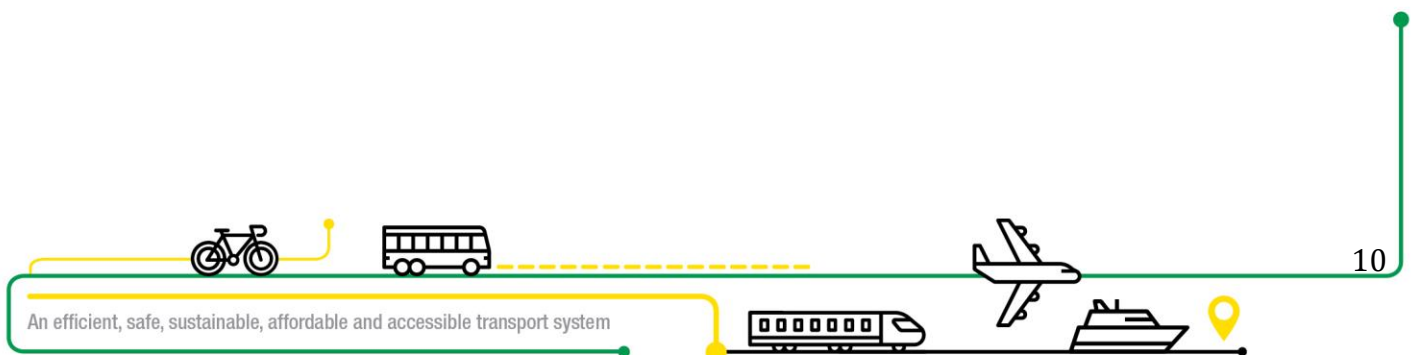 10
An efficient, safe, sustainable, affordable and accessible transport system